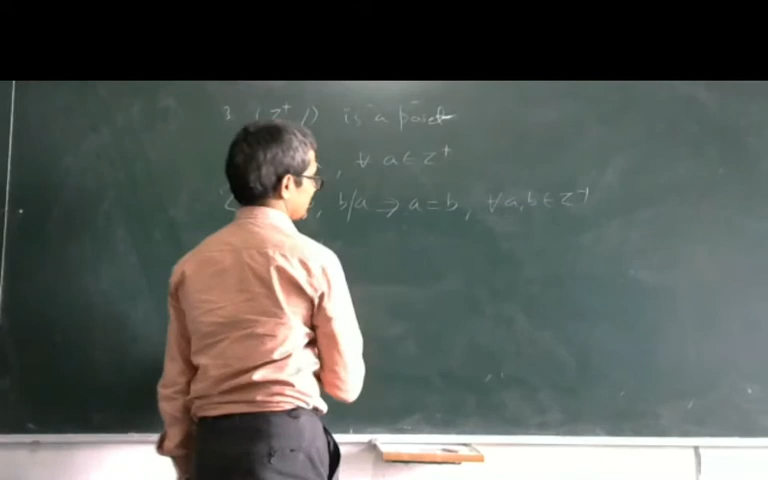 3. (Z⁺, /) is a poset
, ∀ a ∈ Z⁺
, b/a ⇒ a = b, ∀ a, b ∈ Z⁺